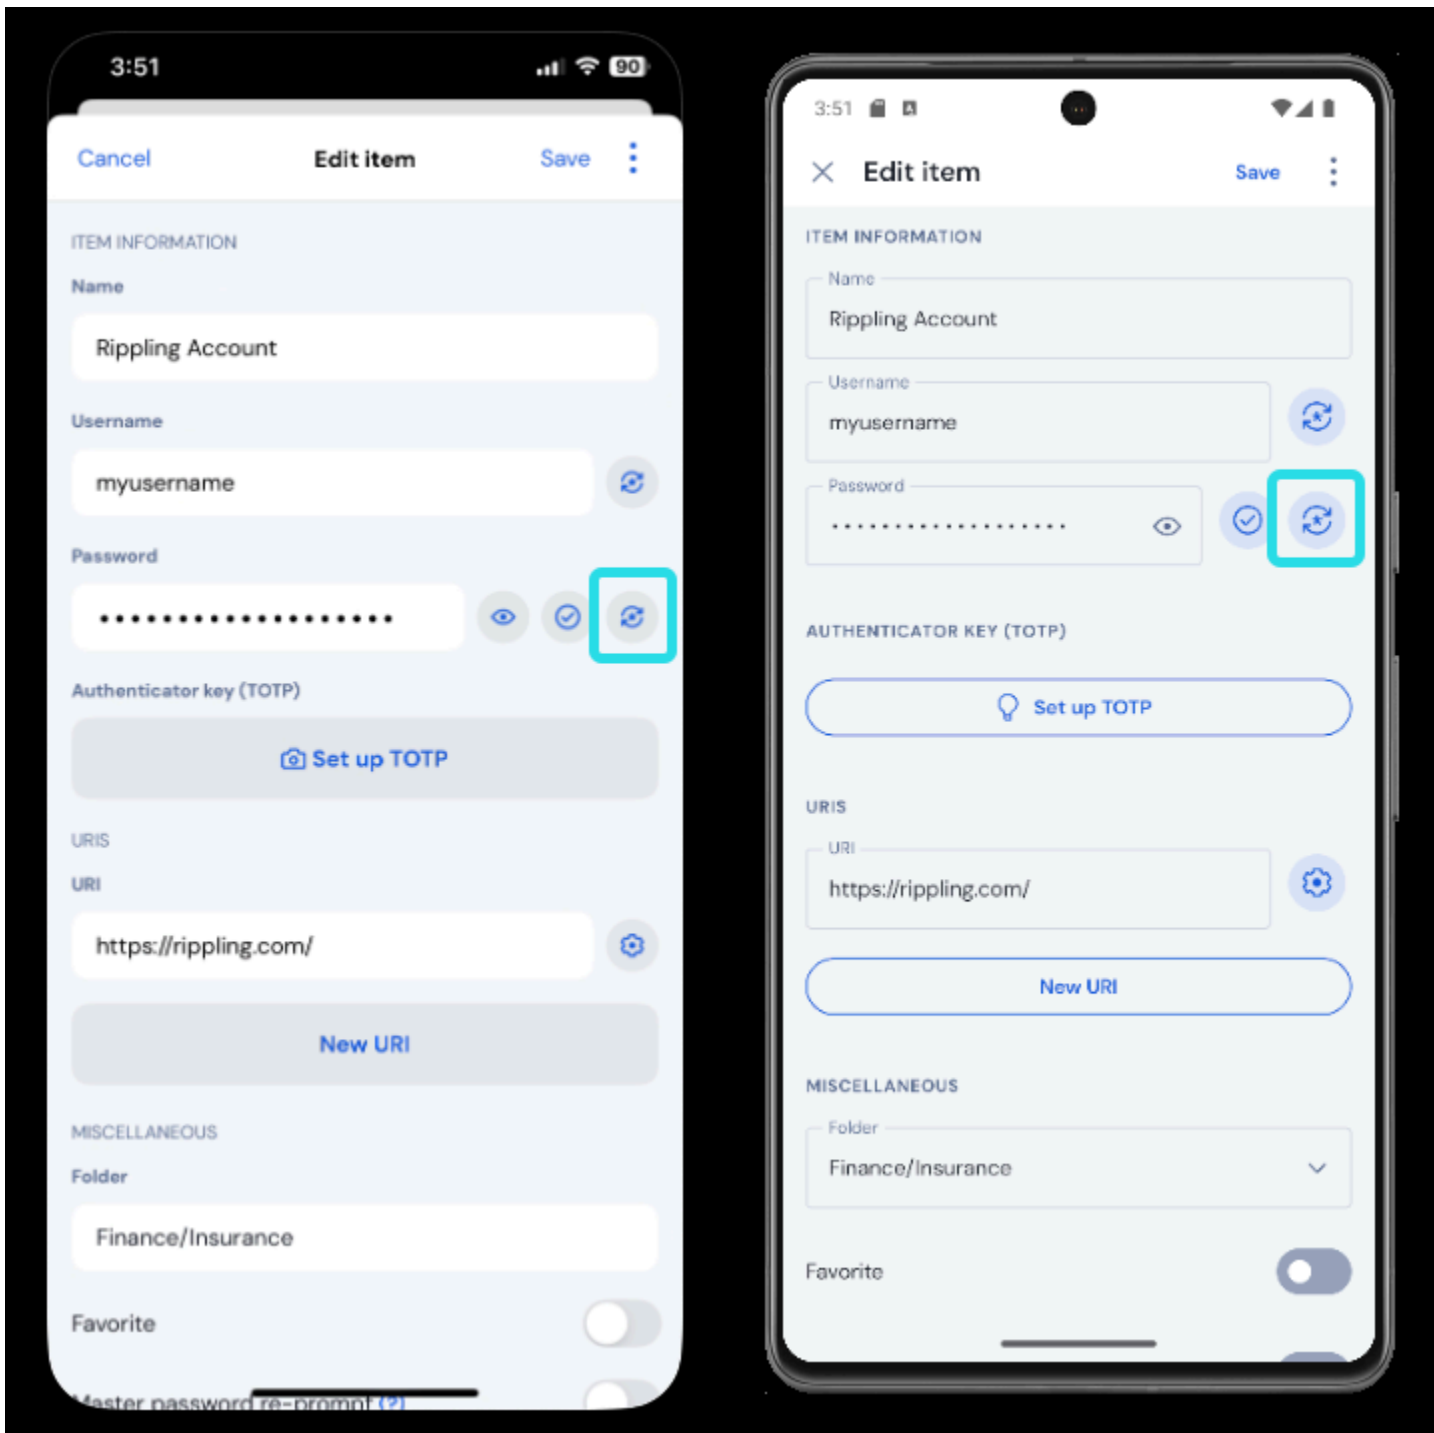 3:51
90
Cancel
Edit item
Save
ITEM INFORMATION
Name
Rippling Account
Username
myusername
Password
•••••••••••••••••••
Authenticator key (TOTP)
Set up TOTP
URIS
URI
https://rippling.com/
New URI
MISCELLANEOUS
Folder
Finance/Insurance
Favorite
Master password re-prompt (?)
3:51
Edit item
Save
ITEM INFORMATION
Name
Rippling Account
Username
myusername
Password
•••••••••••••••••••
AUTHENTICATOR KEY (TOTP)
Set up TOTP
URIS
URI
https://rippling.com/
New URI
MISCELLANEOUS
Folder
Finance/Insurance
Favorite